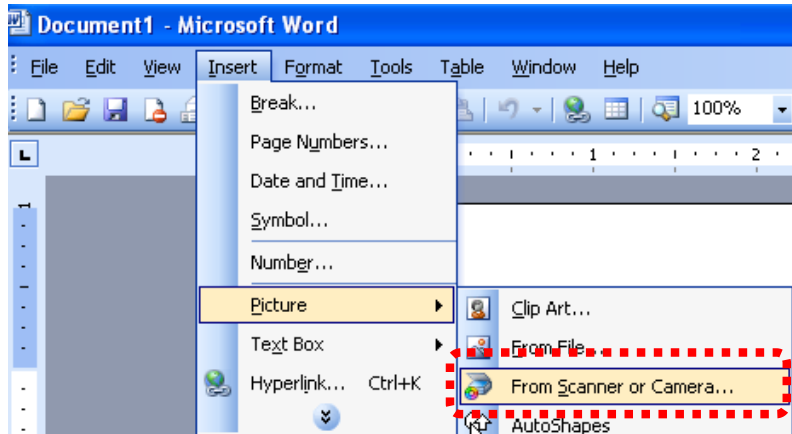 Document1 - Microsoft Word
File Edit View Insert Format Tools Table Window Help
100%
Break...
Page Numbers...
1 2
Date and Time...
Symbol...
Number...
Picture
Clip Art...
Text Box
From File...
Hyperlink... Ctrl+K
From Scanner or Camera...
AutoShapes